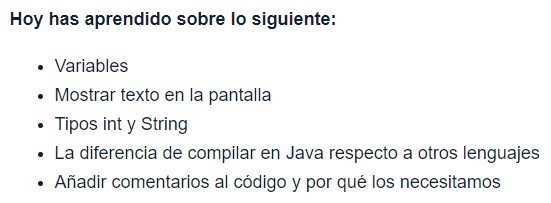 Hoy has aprendido sobre lo siguiente:
• Variables
• Mostrar texto en la pantalla
• Tipos int y String
• La diferencia de compilar en Java respecto a otros lenguajes
• Añadir comentarios al código y por qué los necesitamos